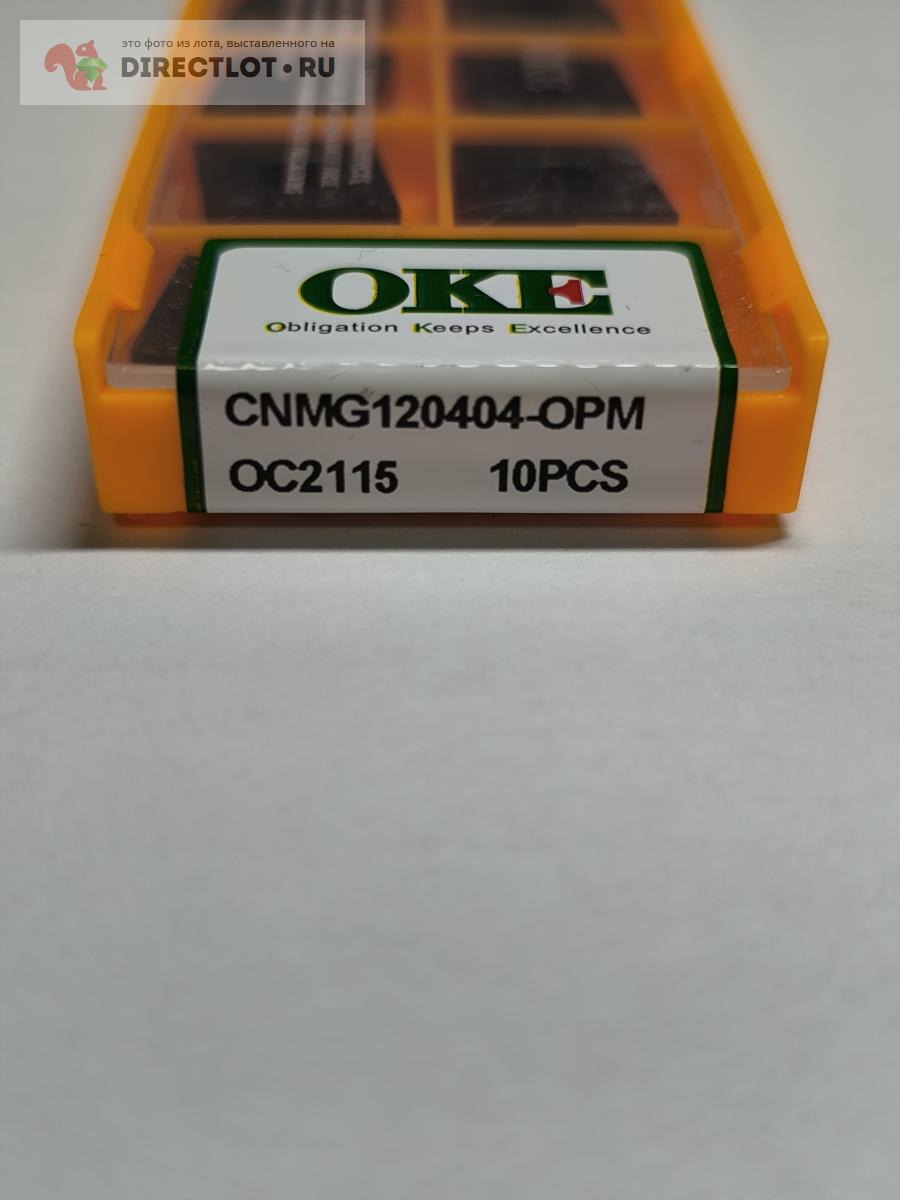 это фото из лота, выставленного на
DIRECTLOT•RU
OKE
Obligation Keeps Excellence
CNMG120404-OPM
OC2115 10PCS